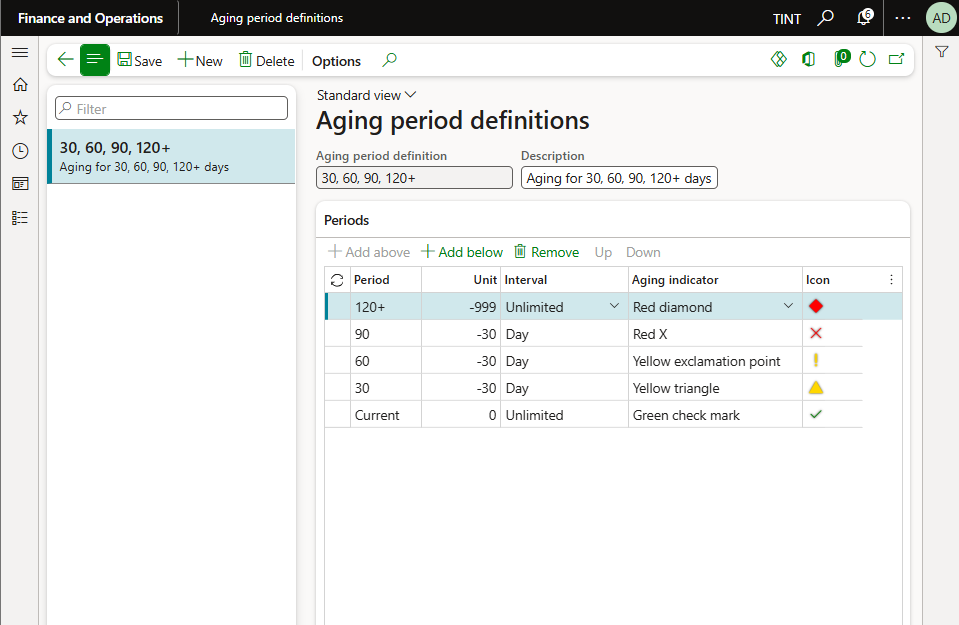 Finance and Operations
Aging period definitions
TINT
6
AD
Save
New
Delete
Options
0
Filter
30, 60, 90, 120+
Aging for 30, 60, 90, 120+ days
Standard view
Aging period definitions
Aging period definition Description
30, 60, 90, 120+ Aging for 30, 60, 90, 120+ days
Periods
Add above Add below Remove Up Down
Period Unit Interval Aging indicator Icon
120+ -999 Unlimited Red diamond
90 -30 Day Red X
60 -30 Day Yellow exclamation point
30 -30 Day Yellow triangle
Current 0 Unlimited Green check mark